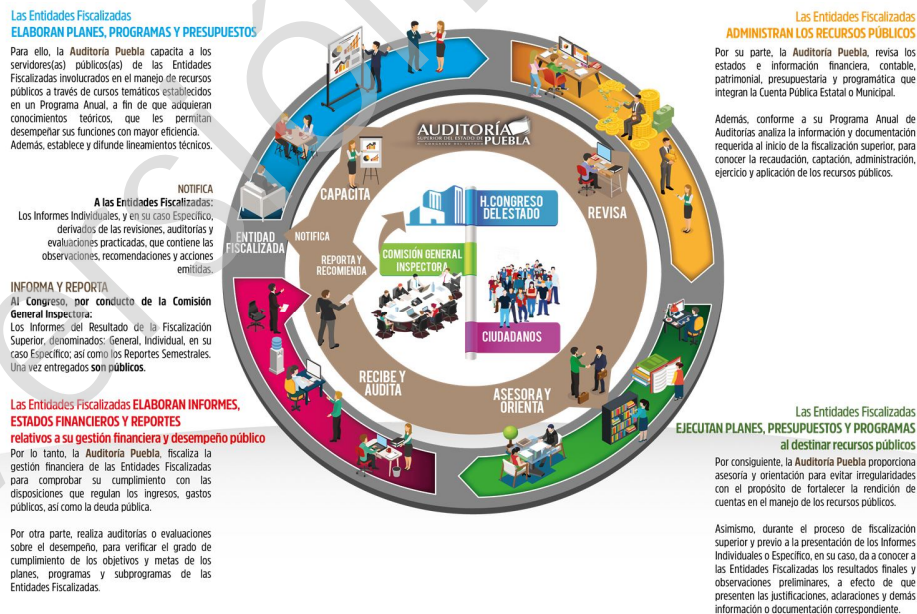 Las Entidades Fiscalizadas
ELABORAN PLANES, PROGRAMAS Y PRESUPUESTOS
Para ello, la Auditoría Puebla capacita a los
servidores(as) públicos(as) de las Entidades
Fiscalizadas involucrados en el manejo de recursos
públicos a través de cursos temáticos establecidos
en un Programa Anual, a fin de que adquieran
conocimientos teóricos, que les permitan
desempeñar sus funciones con mayor eficiencia.
Además, establece y difunde lineamientos técnicos.
NOTIFICA
A las Entidades Fiscalizadas:
Los Informes Individuales, y en su caso Específico,
derivados de las revisiones, auditorías y
evaluaciones practicadas, que contiene las
observaciones, recomendaciones y acciones
emitidas.
INFORMA Y REPORTA
Al Congreso, por conducto de la Comisión
General Inspectora:
Los Informes del Resultado de la Fiscalización
Superior, denominados: General, Individual, en su
caso Específico; así como los Reportes Semestrales.
Una vez entregados son públicos.
Las Entidades Fiscalizadas ELABORAN INFORMES,
ESTADOS FINANCIEROS Y REPORTES
relativos a su gestión financiera y desempeño público
Por lo tanto, la Auditoría Puebla, fiscaliza la
gestión financiera de las Entidades Fiscalizadas
para comprobar su cumplimiento con las
disposiciones que regulan los ingresos, gastos
públicos, así como la deuda pública.
Por otra parte, realiza auditorías o evaluaciones
sobre el desempeño, para verificar el grado de
cumplimiento de los objetivos y metas de los
planes, programas y subprogramas de las
Entidades Fiscalizadas.
AUDITORÍA
SUPERIOR DEL ESTADO DE
PUEBLA
H. CONGRESO DEL ESTADO
CAPACITA
REVISA
ENTIDAD
FISCALIZADA
NOTIFICA
REPORTA Y
RECOMIENDA
H. CONGRESO
DEL ESTADO
COMISIÓN GENERAL
INSPECTORA
CIUDADANOS
RECIBE Y
AUDITA
ASESORA Y
ORIENTA
Las Entidades Fiscalizadas
ADMINISTRAN LOS RECURSOS PÚBLICOS
Por su parte, la Auditoría Puebla, revisa los
estados e información financiera, contable,
patrimonial, presupuestaria y programática que
integran la Cuenta Pública Estatal o Municipal.
Además, conforme a su Programa Anual de
Auditorías analiza la información y documentación
requerida al inicio de la fiscalización superior, para
conocer la recaudación, captación, administración,
ejercicio y aplicación de los recursos públicos.
Las Entidades Fiscalizadas
EJECUTAN PLANES, PRESUPUESTOS Y PROGRAMAS
al destinar recursos públicos
Por consiguiente, la Auditoría Puebla proporciona
asesoría y orientación para evitar irregularidades
con el propósito de fortalecer la rendición de
cuentas en el manejo de los recursos públicos.
Asimismo, durante el proceso de fiscalización
superior y previo a la presentación de los Informes
Individuales o Específico, en su caso, da a conocer a
las Entidades Fiscalizadas los resultados finales y
observaciones preliminares, a efecto de que
presenten las justificaciones, aclaraciones y demás
información o documentación correspondiente.